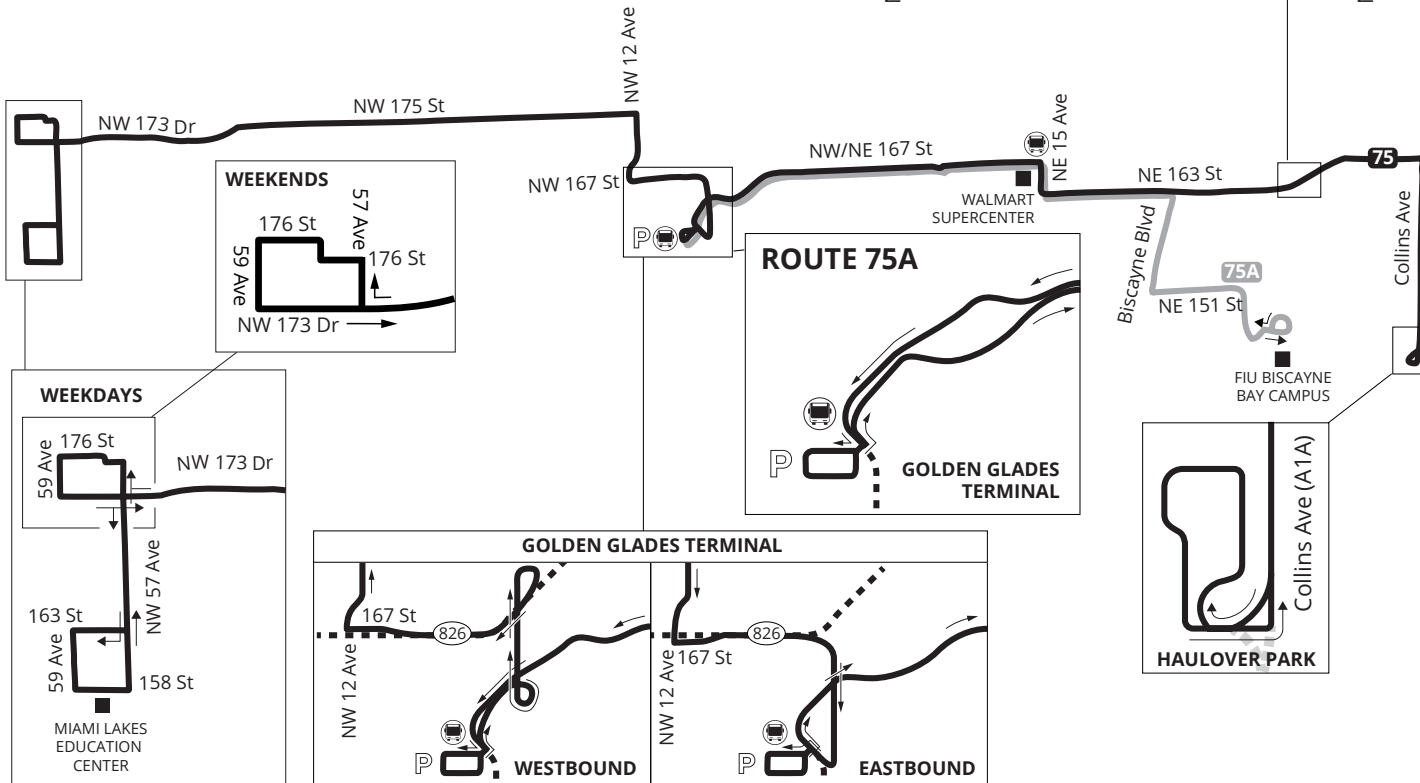 NW 12 Ave
NW 175 St
NW 173 Dr
NW/NE 167 St
NE 15 Ave
75
NE 163 St
NW 167 St
WALMART
SUPERCENTER
P
Collins Ave
Biscayne Blvd
75A
NE 151 St
FIU BISCAYNE
BAY CAMPUS
WEEKENDS
57 Ave
176 St
176 St
59 Ave
NW 173 Dr
ROUTE 75A
P
GOLDEN GLADES
TERMINAL
WEEKDAYS
176 St
59 Ave
NW 173 Dr
NW 57 Ave
163 St
59 Ave
158 St
MIAMI LAKES
EDUCATION
CENTER
GOLDEN GLADES TERMINAL
167 St
826
NW 12 Ave
P
WESTBOUND
826
167 St
NW 12 Ave
P
EASTBOUND
Collins Ave (A1A)
HAULOVER PARK